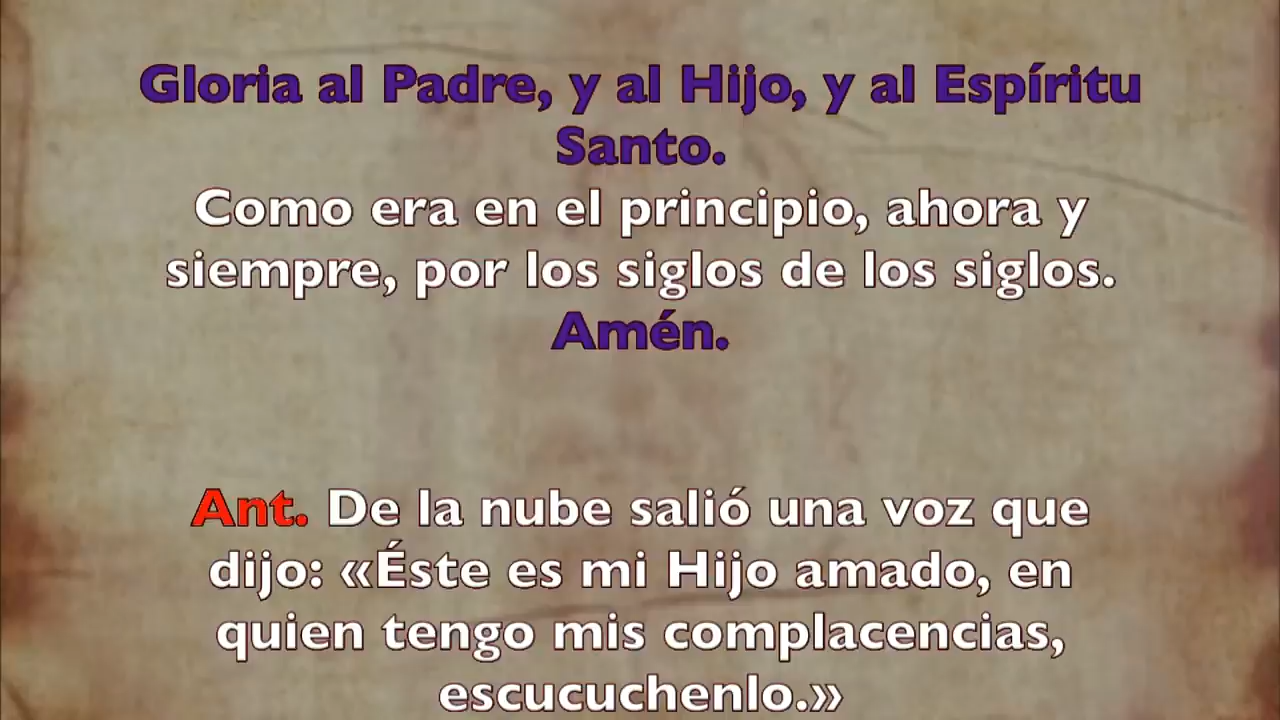 Gloria al Padre, y al Hijo, y al Espíritu
Santo.
Como era en el principio, ahora y
siempre, por los siglos de los siglos.
Amén.
Ant. De la nube salió una voz que
dijo: «Éste es mi Hijo amado, en
quien tengo mis complacencias,
escucuchenlo.»